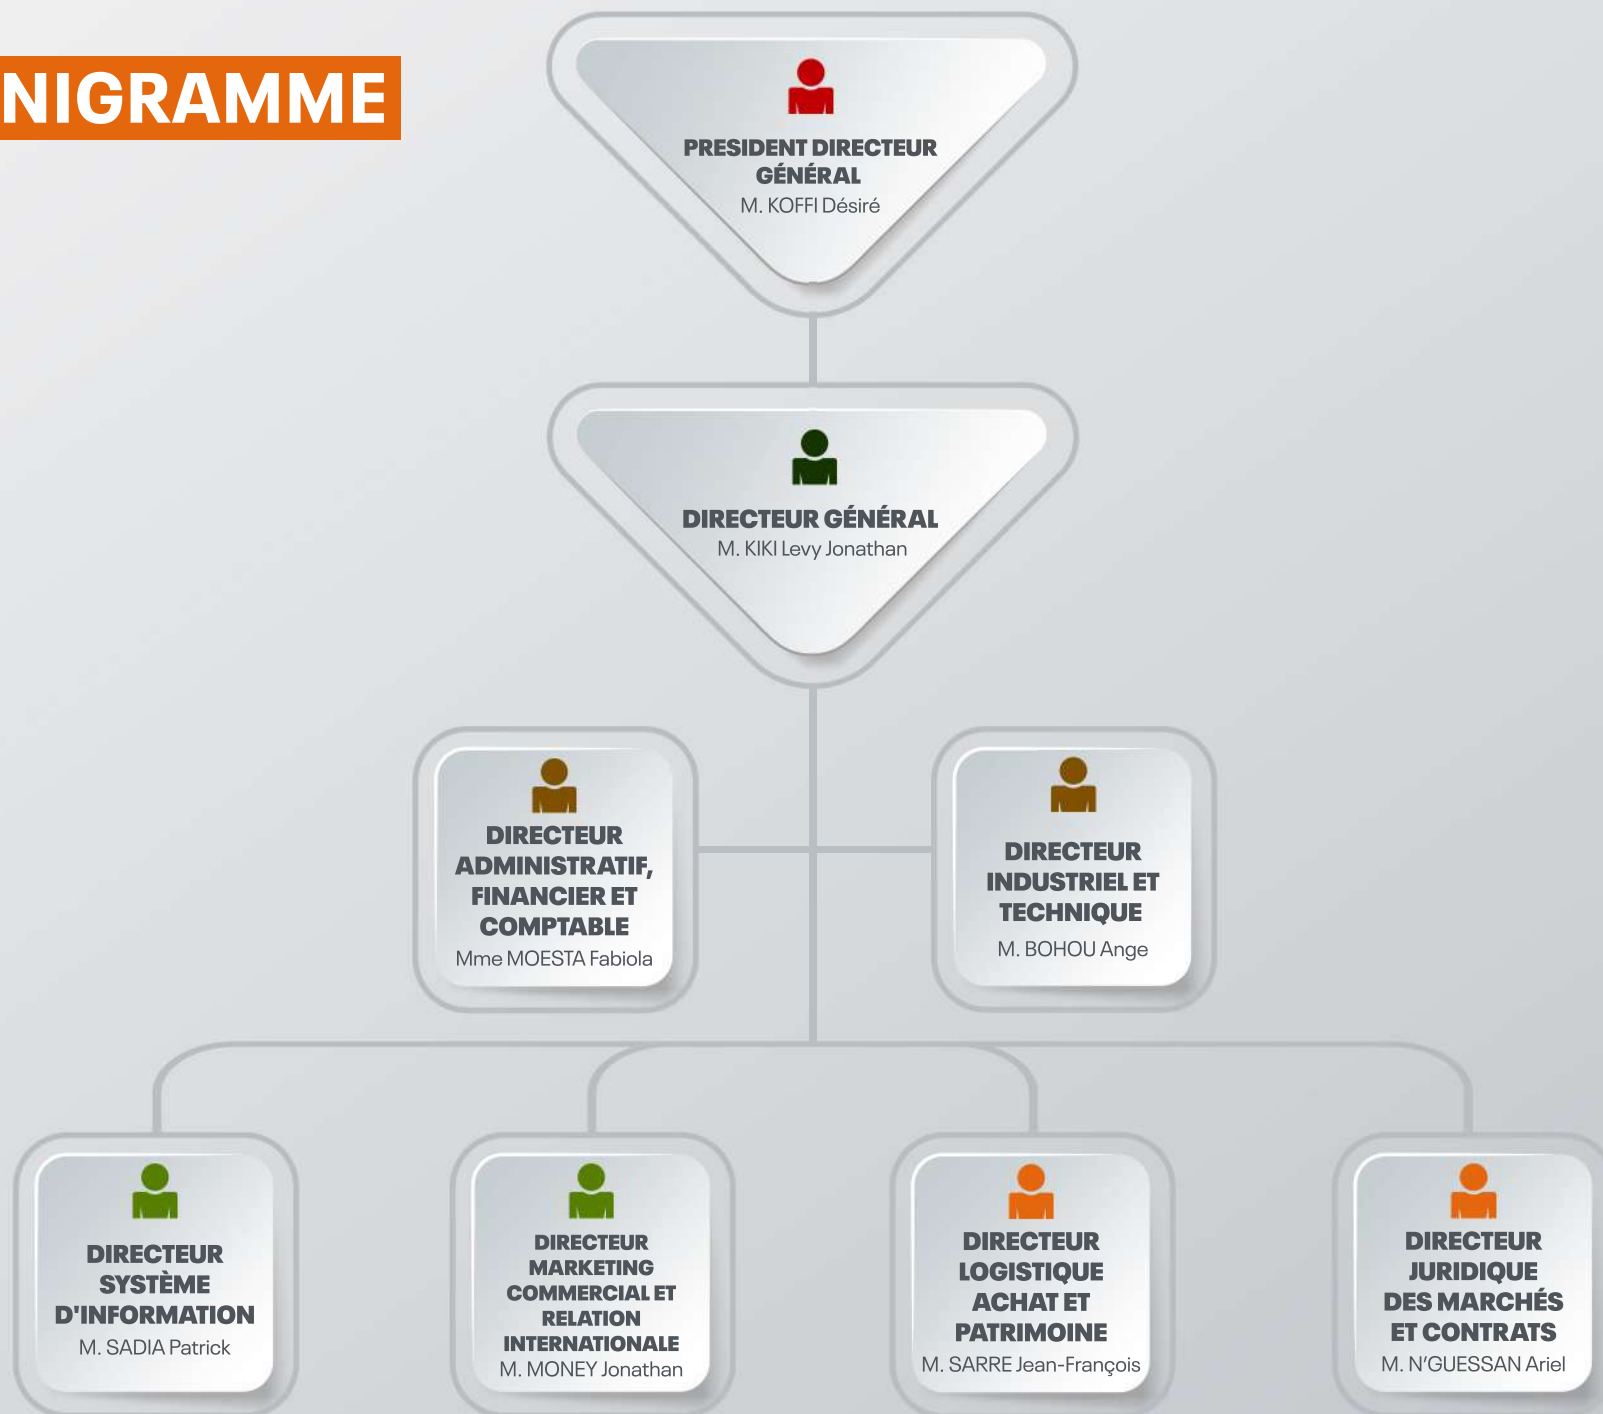 NIGRAMME
PRESIDENT DIRECTEUR
GÉNÉRAL
M. KOFFI Désiré
DIRECTEUR GÉNÉRAL
M. KIKI Levy Jonathan
DIRECTEUR
ADMINISTRATIF,
FINANCIER ET
COMPTABLE
Mme MOESTA Fabiola
DIRECTEUR
INDUSTRIEL ET
TECHNIQUE
M. BOHOU Ange
DIRECTEUR
SYSTÈME
D'INFORMATION
M. SADIA Patrick
DIRECTEUR
MARKETING
COMMERCIAL ET
RELATION
INTERNATIONALE
M. MONEY Jonathan
DIRECTEUR
LOGISTIQUE
ACHAT ET
PATRIMOINE
M. SARRE Jean-François
DIRECTEUR
JURIDIQUE
DES MARCHÉS
ET CONTRATS
M. N’GUESSAN Ariel